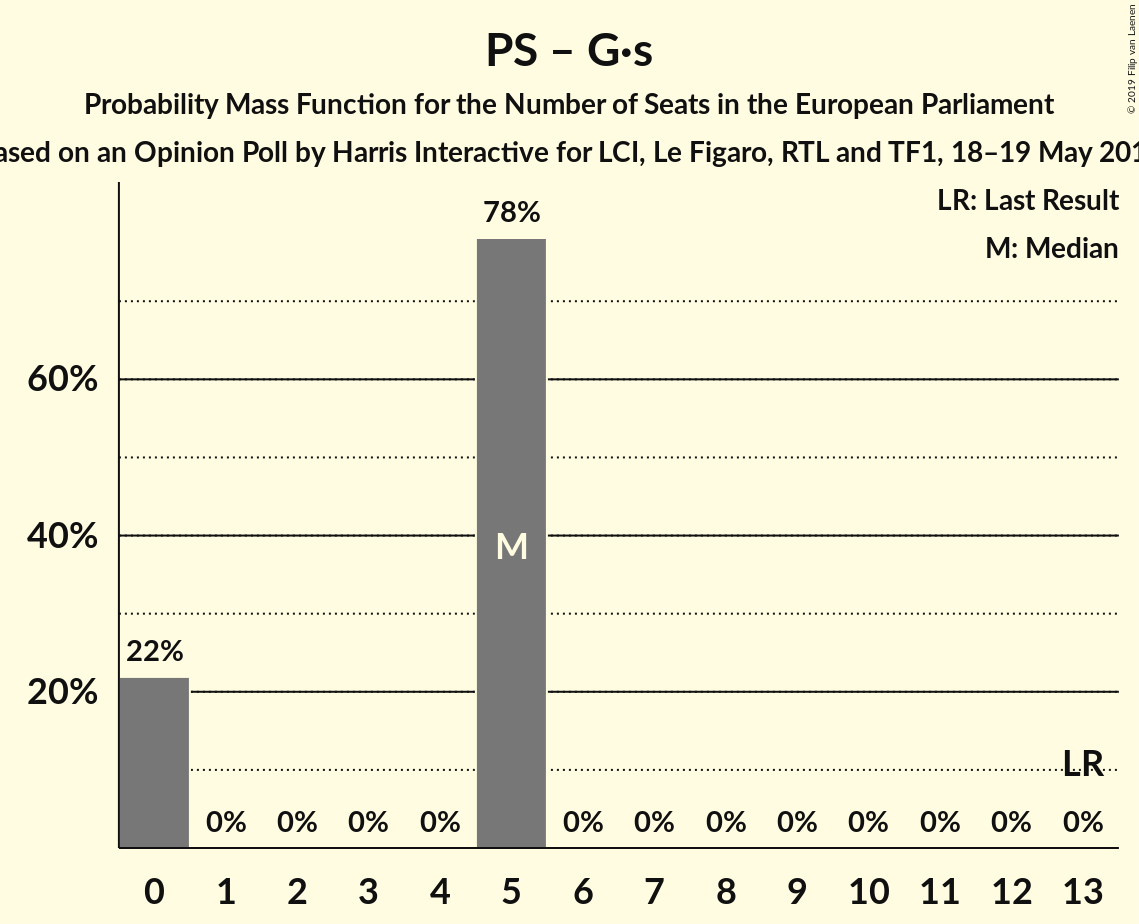 PS – G·s
Probability Mass Function for the Number of Seats in the European Parliament
ased on an Opinion Poll by Harris Interactive for LCI, Le Figaro, RTL and TF1, 18–19 May 201
© 2019 Filip van Laenen
LR: Last Result
M: Median
78%
60%
40%
M
22%
20%
LR
0% 0% 0% 0% 0% 0% 0% 0% 0% 0% 0% 0%
0 1 2 3 4 5 6 7 8 9 10 11 12 13